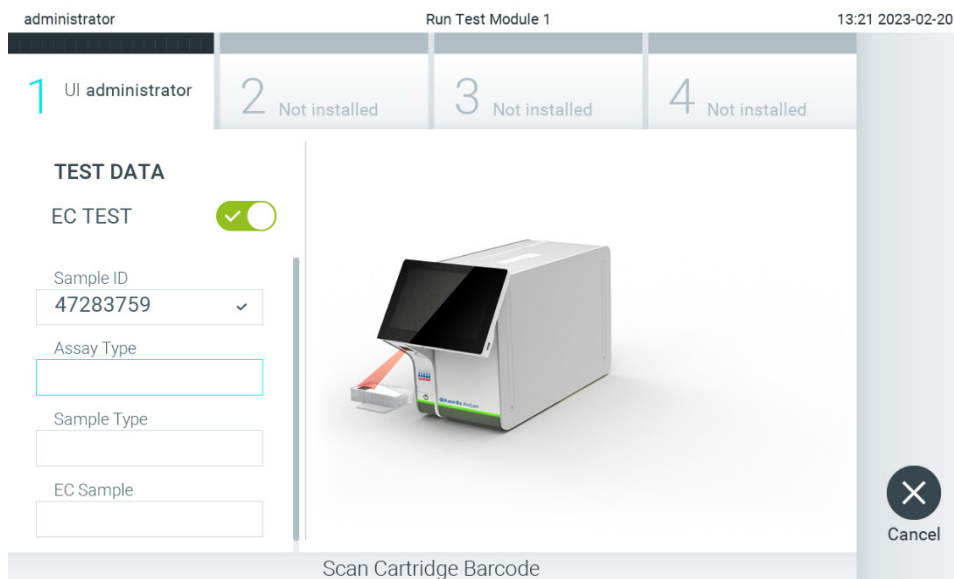 administrator Run Test Module 1 13:21 2023-02-20
1 UI administrator 2 Not installed 3 Not installed 4 Not installed
TEST DATA
EC TEST
Sample ID
47283759
Assay Type
Sample Type
EC Sample
Cancel
Scan Cartridge Barcode